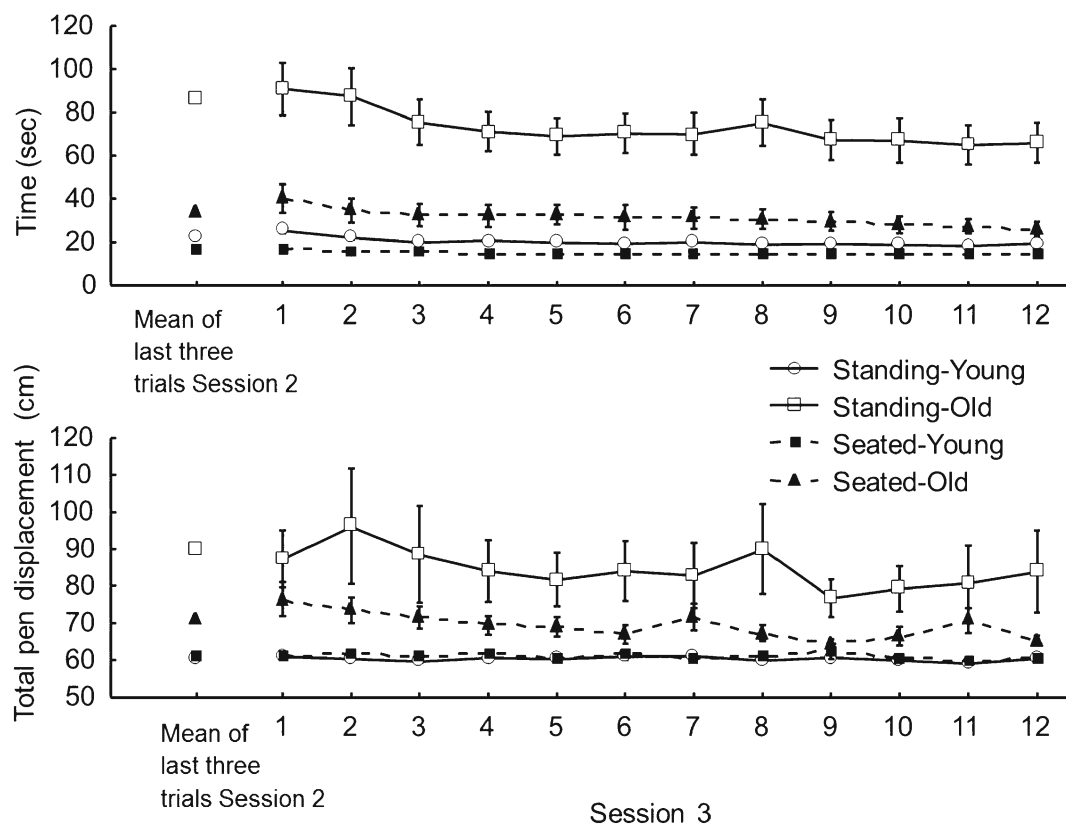 120
100
80
60
40
20
0
Time (sec)
1 2 3 4 5 6 7 8 9 10 11 12
Mean of
last three
trials Session 2
Standing-Young
Standing-Old
Seated-Young
Seated-Old
120
110
100
90
80
70
60
50
Total pen displacement (cm)
1 2 3 4 5 6 7 8 9 10 11 12
Mean of
last three
trials Session 2
Session 3